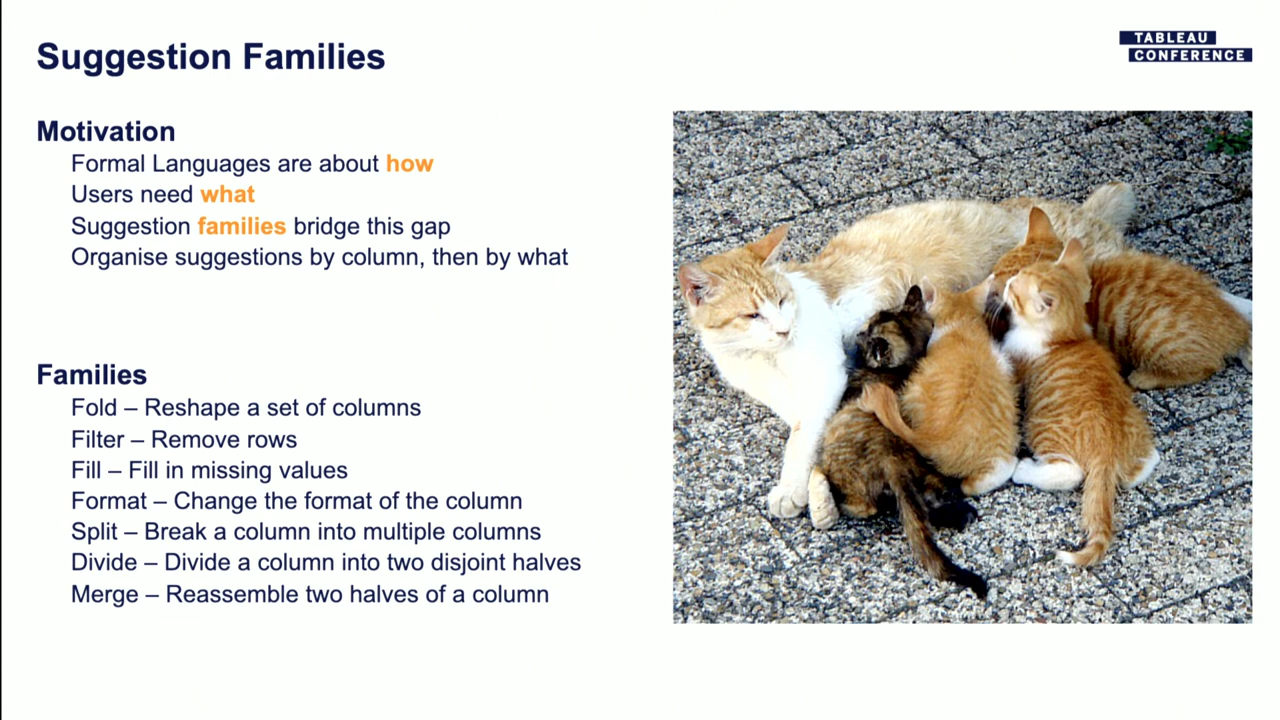 Suggestion Families
TABLEAU
CONFERENCE
Motivation
Formal Languages are about how
Users need what
Suggestion families bridge this gap
Organise suggestions by column, then by what
Families
Fold – Reshape a set of columns
Filter – Remove rows
Fill – Fill in missing values
Format – Change the format of the column
Split – Break a column into multiple columns
Divide – Divide a column into two disjoint halves
Merge – Reassemble two halves of a column